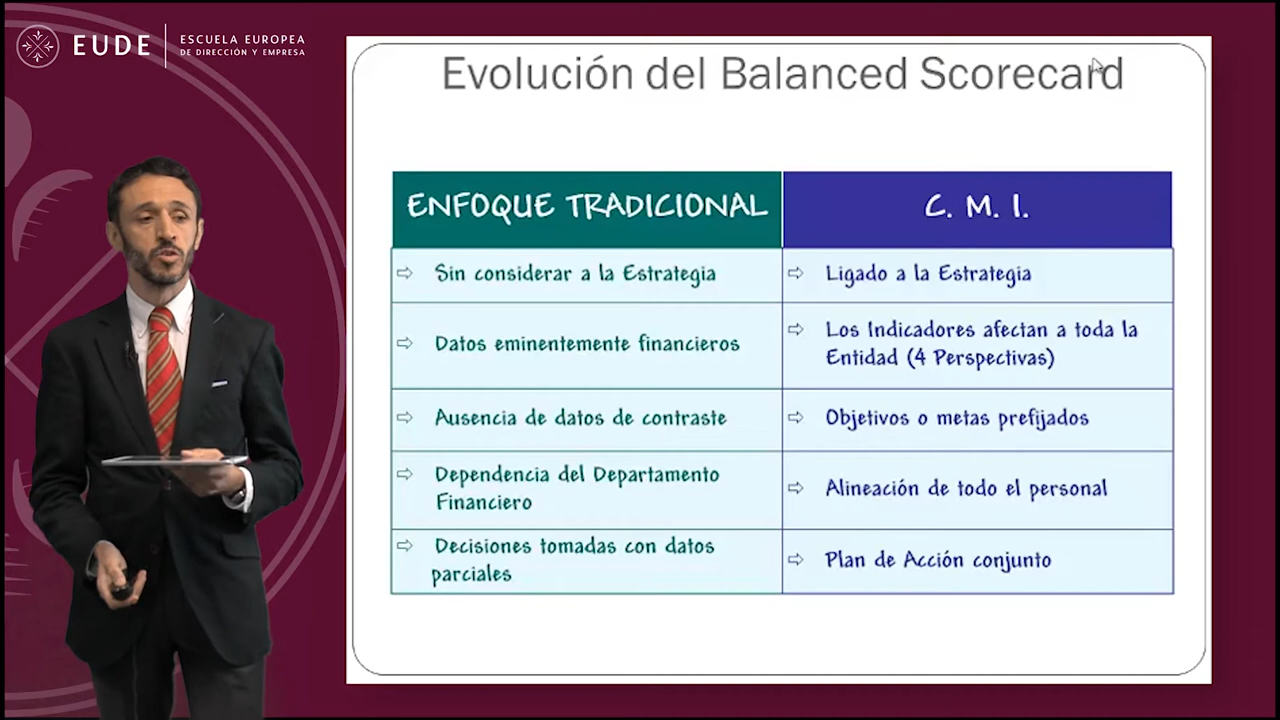 EUDE
ESCUELA EUROPEA
DE DIRECCIÓN Y EMPRESA
Evolución del Balanced Scorecard
ENFOQUE TRADICIONAL
C. M. I.
⇨ Sin considerar a la Estrategia
⇨ Ligado a la Estrategia
⇨ Datos eminentemente financieros
⇨ Los Indicadores afectan a toda la
Entidad (4 Perspectivas)
⇨ Ausencia de datos de contraste
⇨ Objetivos o metas prefijados
⇨ Dependencia del Departamento
Financiero
⇨ Alineación de todo el personal
⇨ Decisiones tomadas con datos
parciales
⇨ Plan de Acción conjunto